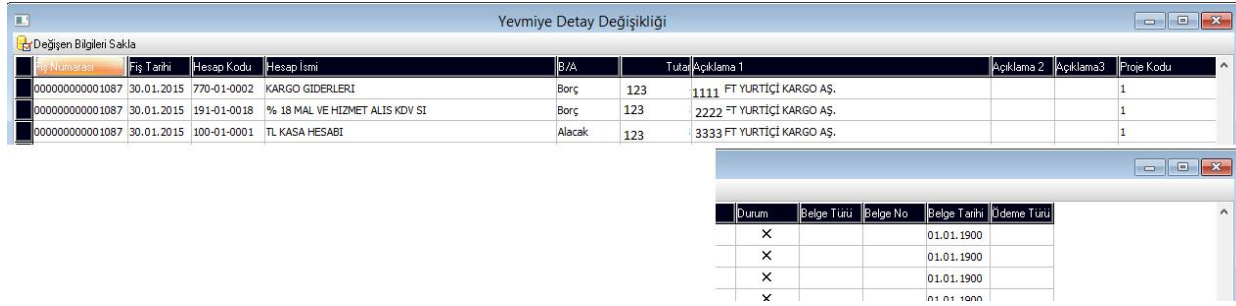 Yevmiye Detay Değişikliği
Değişen Bilgileri Sakla
Fiş Numarası Fiş Tarihi Hesap Kodu Hesap İsmi B/A Tutar Açıklama 1 Açıklama 2 Açıklama3 Proje Kodu
000000000001087 30.01.2015 770-01-0002 KARGO GIDERLERI Borç 123 1111 FT YURTİÇİ KARGO AŞ. 1
000000000001087 30.01.2015 191-01-0018 % 18 MAL VE HIZMET ALIS KDV SI Borç 123 2222 FT YURTİÇİ KARGO AŞ. 1
000000000001087 30.01.2015 100-01-0001 TL KASA HESABI Alacak 123 3333 FT YURTİÇİ KARGO AŞ. 1
Durum Belge Türü Belge No Belge Tarihi Ödeme Türü
× 01.01.1900
× 01.01.1900
× 01.01.1900
× 01.01.1900